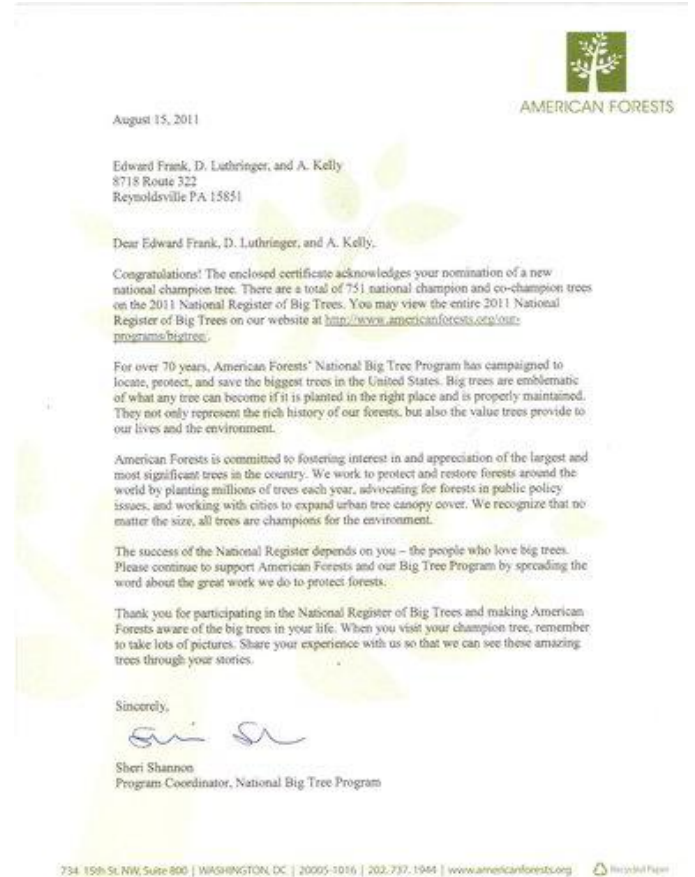 AMERICAN FORESTS
August 15, 2011
Edward Frank, D. Luthringer, and A. Kelly
8718 Route 322
Reynoldsville PA 15851
Dear Edward Frank, D. Luthringer, and A. Kelly,
Congratulations! The enclosed certificate acknowledges your nomination of a new
national champion tree. There are a total of 751 national champion and co-champion trees
on the 2011 National Register of Big Trees. You may view the entire 2011 National
Register of Big Trees on our website at http://www.americanforests.org/our-
programs/bigtree/.
For over 70 years, American Forests' National Big Tree Program has campaigned to
locate, protect, and save the biggest trees in the United States. Big trees are emblematic
of what any tree can become if it is planted in the right place and is properly maintained.
They not only represent the rich history of our forests, but also the value trees provide to
our lives and the environment.
American Forests is committed to fostering interest in and appreciation of the largest and
most significant trees in the country. We work to protect and restore forests around the
world by planting millions of trees each year, advocating for forests in public policy
issues, and working with cities to expand urban tree canopy cover. We recognize that no
matter the size, all trees are champions for the environment.
The success of the National Register depends on you – the people who love big trees.
Please continue to support American Forests and our Big Tree Program by spreading the
word about the great work we do to protect forests.
Thank you for participating in the National Register of Big Trees and making American
Forests aware of the big trees in your life. When you visit your champion tree, remember
to take lots of pictures. Share your experience with us so that we can see these amazing
trees through your stories.
Sincerely,
Sheri Shannon
Program Coordinator, National Big Tree Program
734 15th St. NW, Suite 800 | WASHINGTON, DC | 20005-1016 | 202.737.1944 | www.americanforests.org Recycled Paper